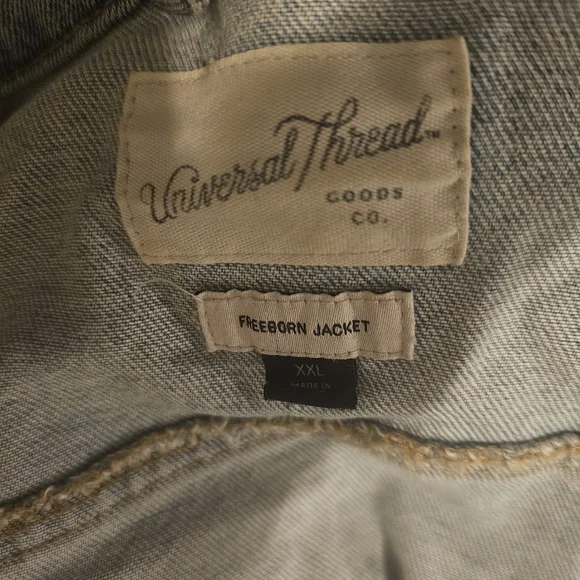 Universal Thread™
GOODS
CO.
FREEBORN JACKET
XXL
MADE IN